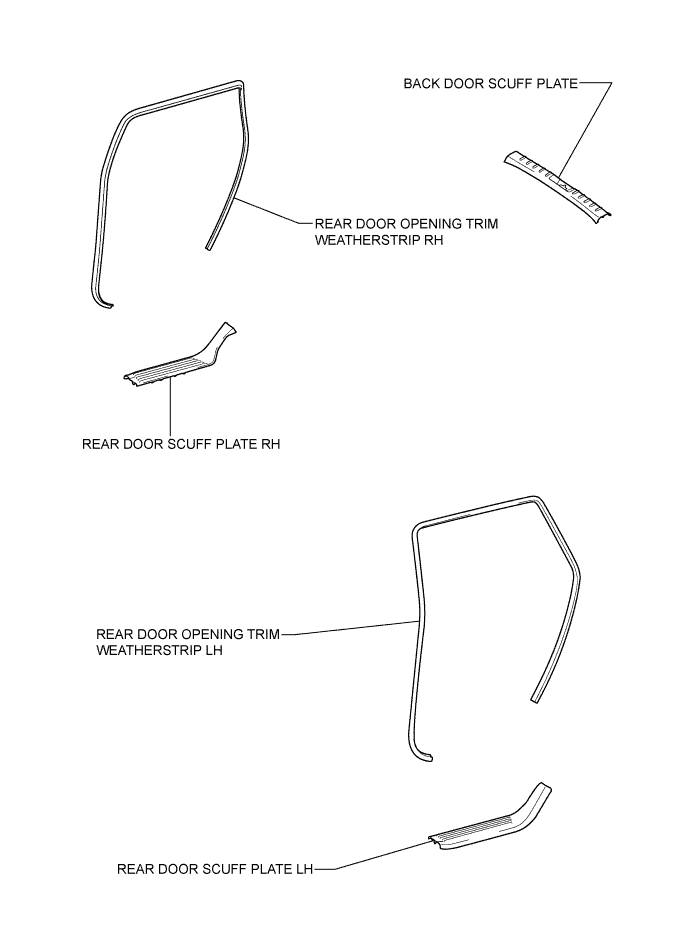 BACK DOOR SCUFF PLATE
REAR DOOR OPENING TRIM
WEATHERSTRIP RH
REAR DOOR SCUFF PLATE RH
REAR DOOR OPENING TRIM
WEATHERSTRIP LH
REAR DOOR SCUFF PLATE LH